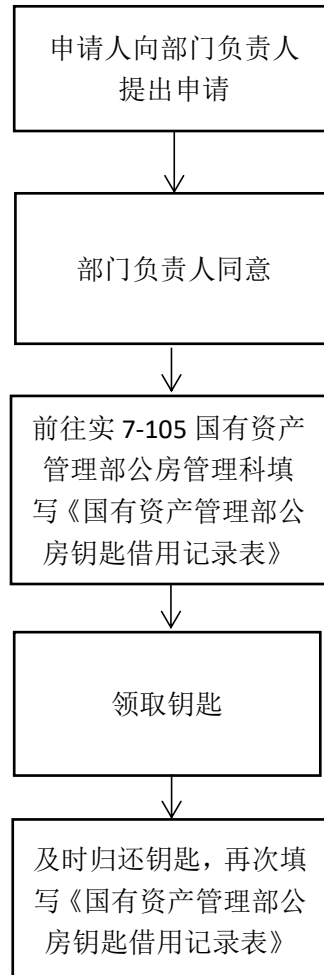 申请人向部门负责人
提出申请
部门负责人同意
前往实 7-105 国有资产
管理部公房管理科填
写《国有资产管理部公
房钥匙借用记录表》
领取钥匙
及时归还钥匙，再次填
写《国有资产管理部公
房钥匙借用记录表》